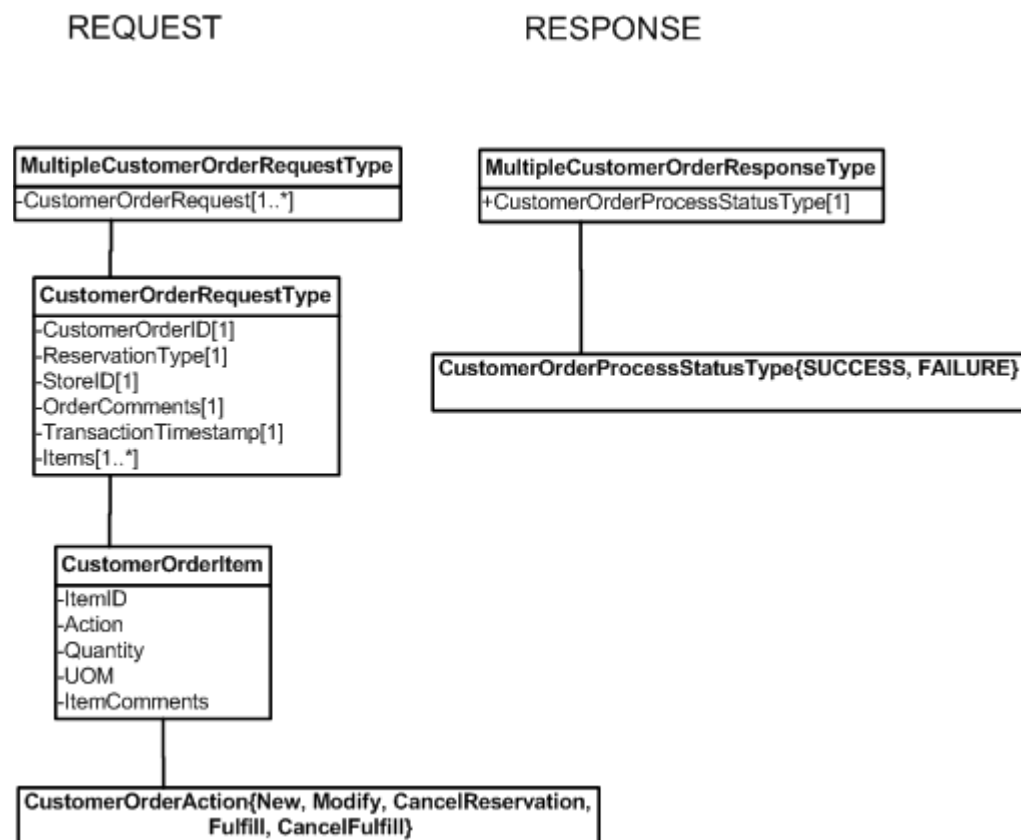 REQUEST
RESPONSE
MultipleCustomerOrderRequestType
-CustomerOrderRequest[1..*]
MultipleCustomerOrderResponseType
+CustomerOrderProcessStatusType[1]
CustomerOrderRequestType
-CustomerOrderID[1]
-ReservationType[1]
-StoreID[1]
-OrderComments[1]
-TransactionTimestamp[1]
-Items[1..*]
CustomerOrderProcessStatusType{SUCCESS, FAILURE}
CustomerOrderItem
-ItemID
-Action
-Quantity
-UOM
-ItemComments
CustomerOrderAction{New, Modify, CancelReservation,
Fulfill, CancelFulfill}